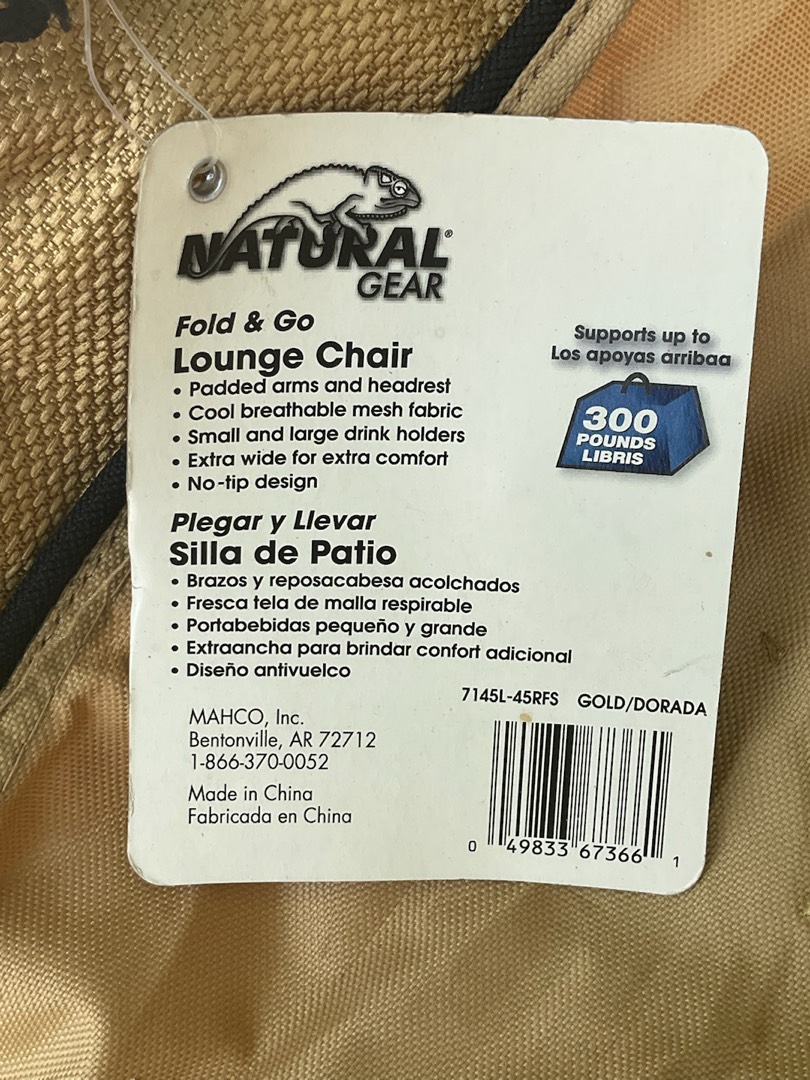 NATURAL®
GEAR
Fold & Go
Lounge Chair
• Padded arms and headrest
• Cool breathable mesh fabric
• Small and large drink holders
• Extra wide for extra comfort
• No-tip design
Supports up to
Los apoyas arribaa
300
POUNDS
LIBRIS
Plegar y Llevar
Silla de Patio
• Brazos y reposacabesa acolchados
• Fresca tela de malla respirable
• Portabebidas pequeño y grande
• Extraancha para brindar confort adicional
• Diseño antivuelco
7145L-45RFS GOLD/DORADA
MAHCO, Inc.
Bentonville, AR 72712
1-866-370-0052
Made in China
Fabricada en China
0 49833 67366 1